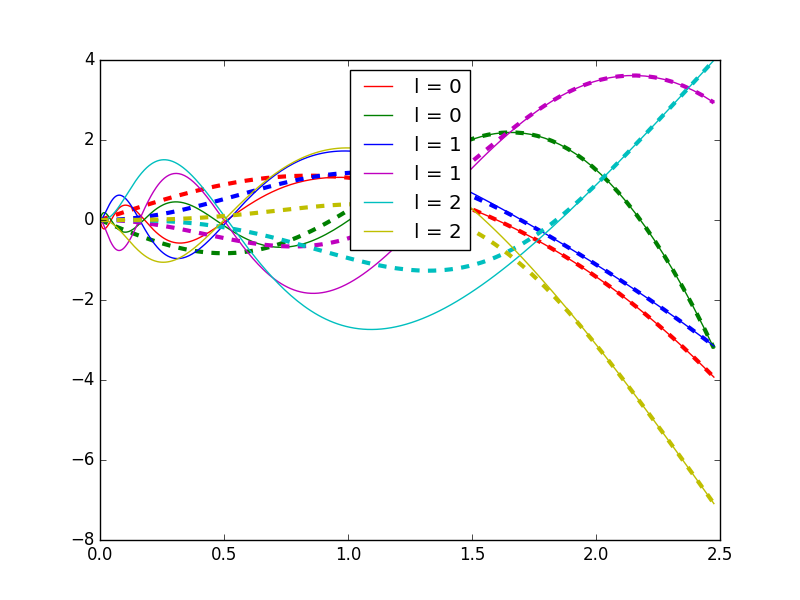 4
2
0
−2
−4
−6
−8
0.0 0.5 1.0 1.5 2.0 2.5
l = 0
l = 0
l = 1
l = 1
l = 2
l = 2